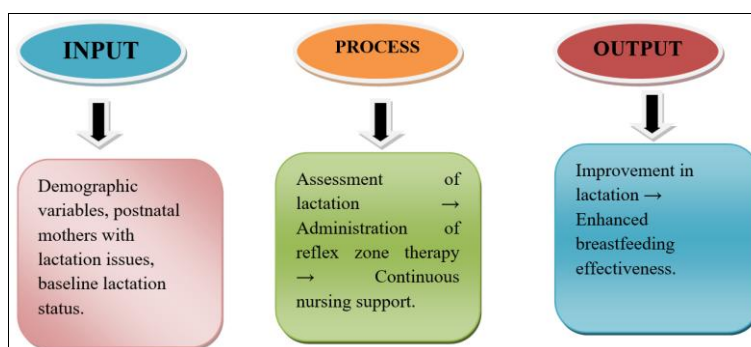 INPUT
PROCESS
OUTPUT
Demographic
variables, postnatal
mothers with
lactation issues,
baseline lactation
status.
Assessment of
lactation →
Administration of
reflex zone therapy
→ Continuous
nursing support.
Improvement in
lactation →
Enhanced
breastfeeding
effectiveness.